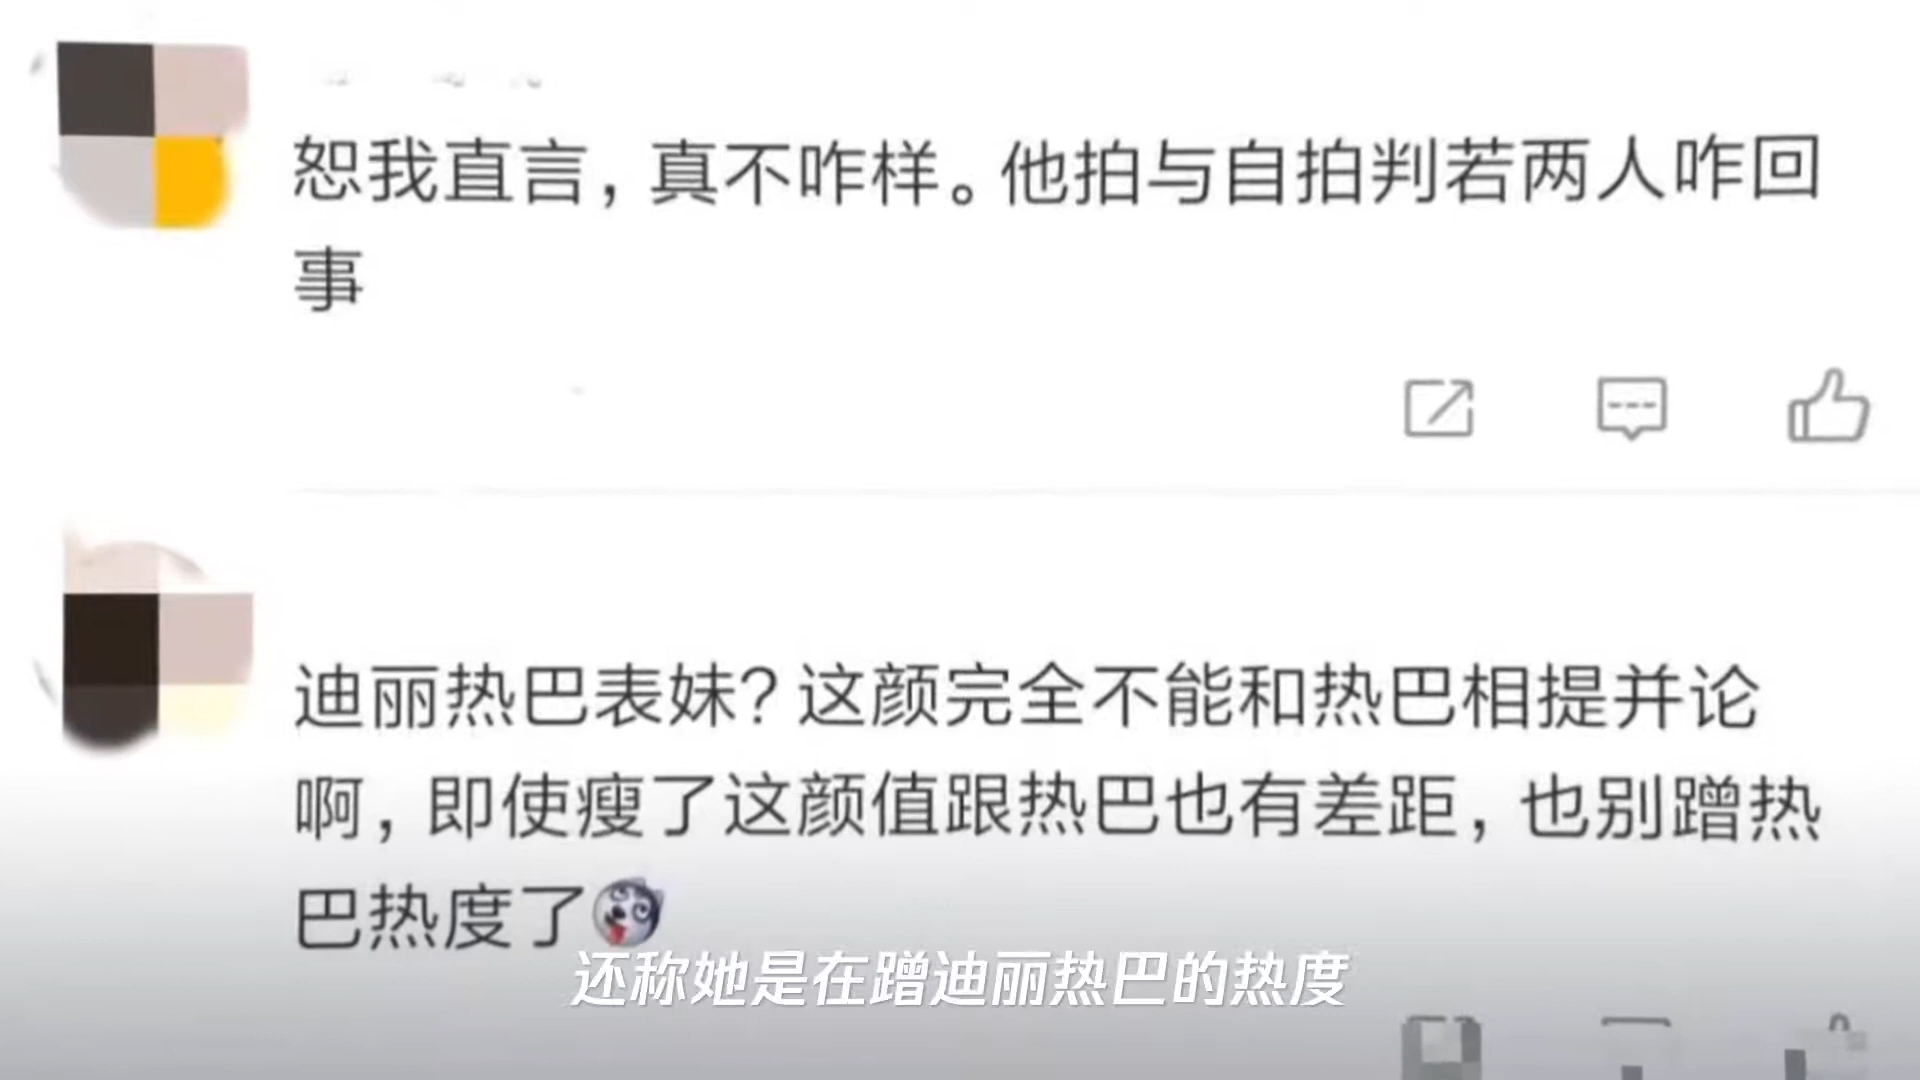 恕我直言，真不咋样。他拍与自拍判若两人咋回
事
迪丽热巴表妹？这颜完全不能和热巴相提并论
啊，即使瘦了这颜值跟热巴也有差距，也别蹭热
巴热度了
还称她是在蹭迪丽热巴的热度